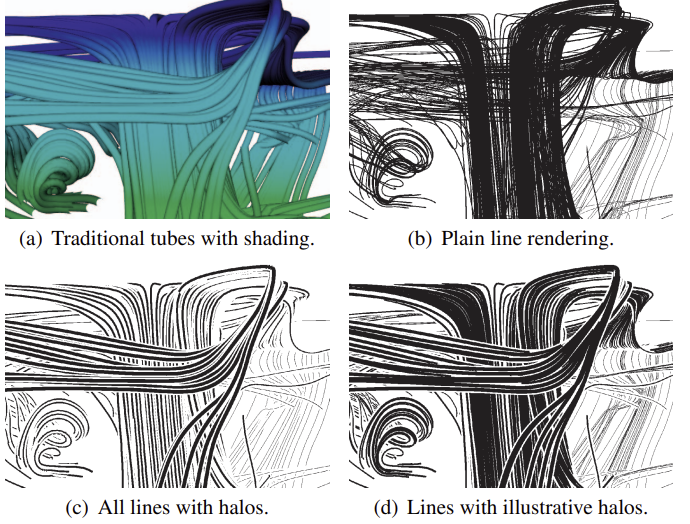 (a) Traditional tubes with shading.
(b) Plain line rendering.
(c) All lines with halos.
(d) Lines with illustrative halos.